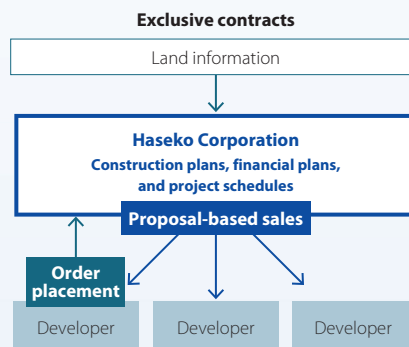 Exclusive contracts
Land information
Haseko Corporation
Construction plans, financial plans,
and project schedules
Proposal-based sales
Order
placement
Developer
Developer
Developer